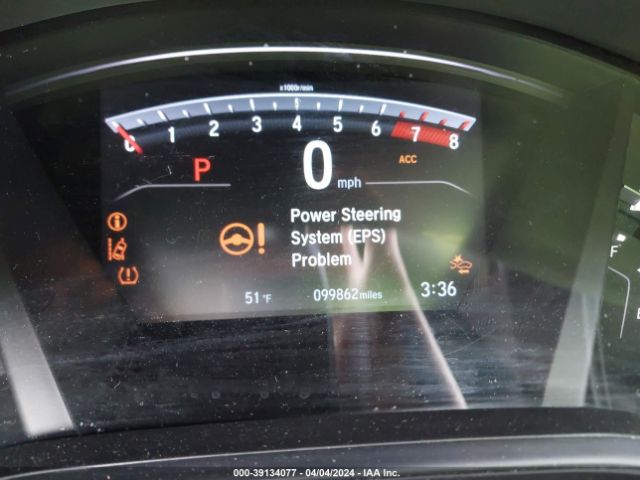 x1000r/min
0 1 2 3 4 5 6 7 8
P
0 mph
ACC
Power Steering
System (EPS)
Problem
51 °F
099862 miles
3:36
F
000-39134077 - 04/04/2024 - IAA Inc.